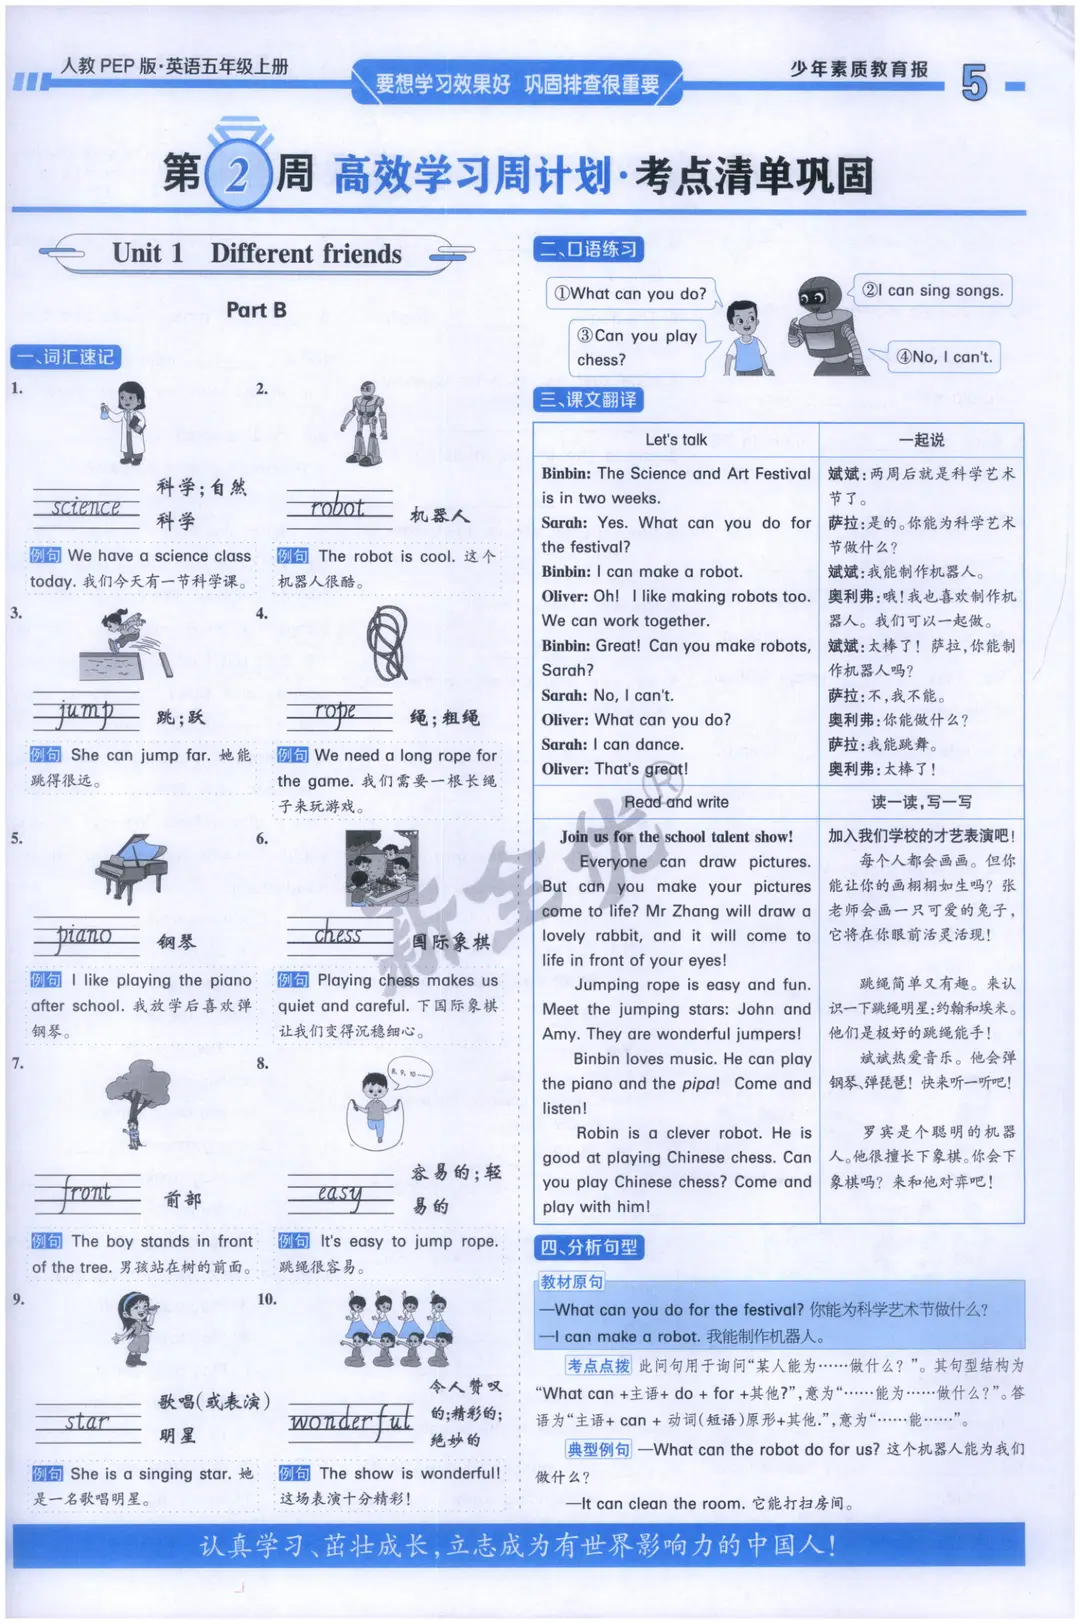 人教 PEP 版·英语五年级上册
要想学习效果好 巩固排查很重要
少年素质教育报
5
第2周 高效学习周计划·考点清单巩固
Unit 1 Different friends
Part B
一、词汇速记
1.
science
科学;自然
科学
例句 We have a science class
today. 我们今天有一节科学课。
2.
robot
机器人
例句 The robot is cool. 这个
机器人很酷。
3.
jump
跳;跃
例句 She can jump far. 她能
跳得很远。
4.
rope
绳;粗绳
例句 We need a long rope for
the game. 我们需要一根长绳
子来玩游戏。
5.
piano
钢琴
例句 I like playing the piano
after school. 我放学后喜欢弹
钢琴。
6.
chess
国际象棋
例句 Playing chess makes us
quiet and careful. 下国际象棋
让我们变得沉稳细心。
7.
front
前部
例句 The boy stands in front
of the tree. 男孩站在树的前面。
8.
8, 9, 10……
easy
容易的;轻
易的
例句 It's easy to jump rope.
跳绳很容易。
9.
star
歌唱(或表演)
明星
例句 She is a singing star. 她
是一名歌唱明星。
10.
wonderful
令人赞叹
的;精彩的;
绝妙的
例句 The show is wonderful!
这场表演十分精彩!
二、口语练习
①What can you do?
②I can sing songs.
③Can you play
chess?
④No, I can't.
三、课文翻译
Let's talk
Binbin: The Science and Art Festival
is in two weeks.
Sarah: Yes. What can you do for
the festival?
Binbin: I can make a robot.
Oliver: Oh! I like making robots too.
We can work together.
Binbin: Great! Can you make robots,
Sarah?
Sarah: No, I can't.
Oliver: What can you do?
Sarah: I can dance.
Oliver: That's great!
一起说
斌斌:两周后就是科学艺术
节了。
萨拉:是的。你能为科学艺术
节做什么?
斌斌:我能制作机器人。
奥利弗:哦!我也喜欢制作机
器人。我们可以一起做。
斌斌:太棒了! 萨拉,你能制
作机器人吗?
萨拉:不,我不能。
奥利弗:你能做什么?
萨拉:我能跳舞。
奥利弗:太棒了!
Read and write
Join us for the school talent show!
Everyone can draw pictures.
But can you make your pictures
come to life? Mr Zhang will draw a
lovely rabbit, and it will come to
life in front of your eyes!
Jumping rope is easy and fun.
Meet the jumping stars: John and
Amy. They are wonderful jumpers!
Binbin loves music. He can play
the piano and the pipa! Come and
listen!
Robin is a clever robot. He is
good at playing Chinese chess. Can
you play Chinese chess? Come and
play with him!
读一读,写一写
加入我们学校的才艺表演吧!
每个人都会画画。但你
能让你的画栩栩如生吗? 张
老师会画一只可爱的兔子,
它将在你眼前活灵活现!
跳绳简单又有趣。来认
识一下跳绳明星:约翰和埃米。
他们是极好的跳绳能手!
斌斌热爱音乐。他会弹
钢琴、弹琵琶! 快来听一听吧!
罗宾是个聪明的机器
人。他很擅长下象棋。你会下
象棋吗? 来和他对弈吧!
四、分析句型
教材原句
—What can you do for the festival? 你能为科学艺术节做什么?
—I can make a robot. 我能制作机器人。
考点点拨 此问句用于询问“某人能为……做什么?”。其句型结构为
“What can +主语+ do + for +其他?”,意为“……能为……做什么?”。答
语为“主语+ can + 动词(短语)原形+其他.”,意为“……能……”。
典型例句 —What can the robot do for us? 这个机器人能为我们
做什么?
—It can clean the room. 它能打扫房间。
认真学习、茁壮成长,立志成为有世界影响力的中国人!